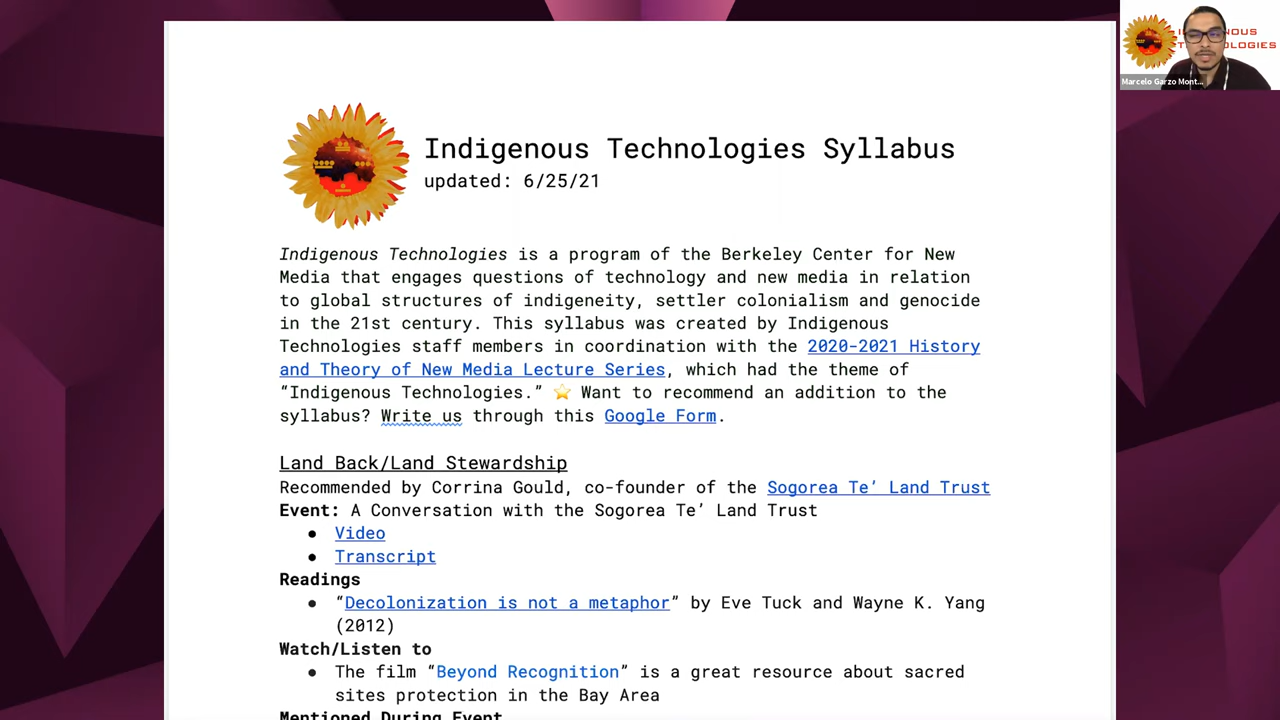 Indigenous Technologies Syllabus
updated: 6/25/21
Indigenous Technologies is a program of the Berkeley Center for New
Media that engages questions of technology and new media in relation
to global structures of indigeneity, settler colonialism and genocide
in the 21st century. This syllabus was created by Indigenous
Technologies staff members in coordination with the 2020-2021 History
and Theory of New Media Lecture Series, which had the theme of
“Indigenous Technologies.” ⭐ Want to recommend an addition to the
syllabus? Write us through this Google Form.
Land Back/Land Stewardship
Recommended by Corrina Gould, co-founder of the Sogorea Te’ Land Trust
Event: A Conversation with the Sogorea Te’ Land Trust
● Video
● Transcript
Readings
● “Decolonization is not a metaphor” by Eve Tuck and Wayne K. Yang
(2012)
Watch/Listen to
● The film “Beyond Recognition” is a great resource about sacred
sites protection in the Bay Area
Mentioned During Event
Marcelo Garzo Mont...